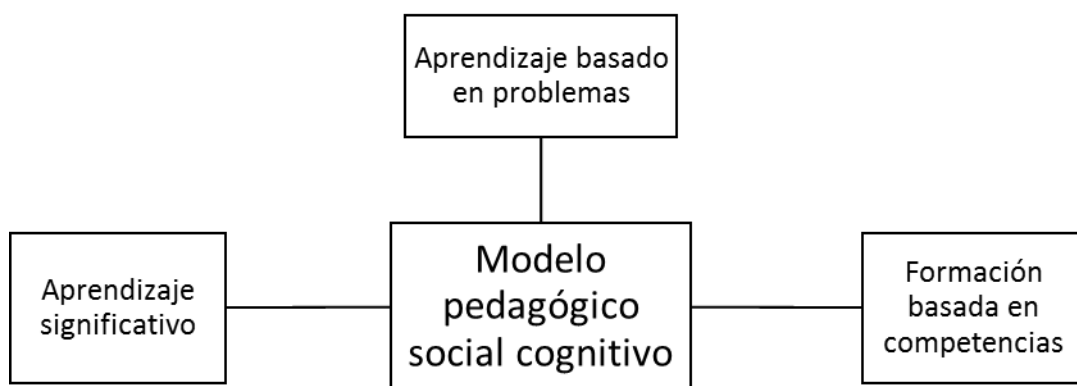 Aprendizaje basado
en problemas
Aprendizaje
significativo
Modelo
pedagógico
social cognitivo
Formación
basada en
competencias